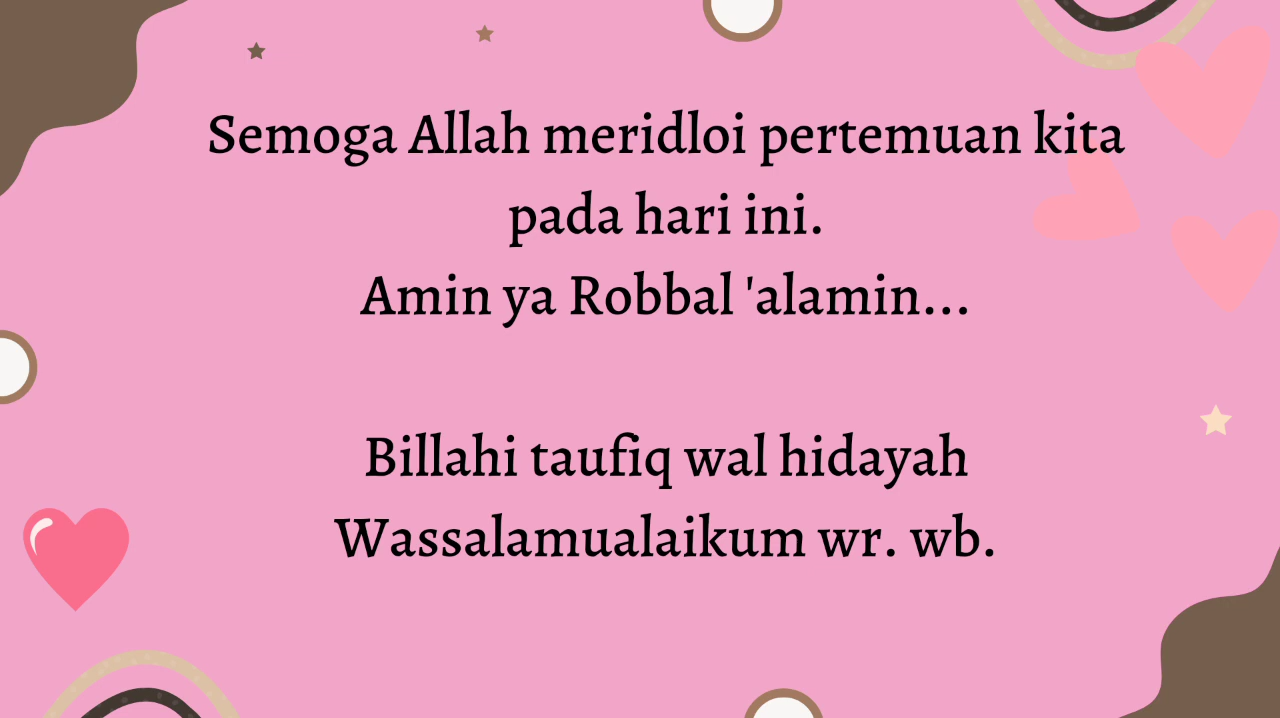 Semoga Allah meridloi pertemuan kita
pada hari ini.
Amin ya Robbal 'alamin...
Billahi taufiq wal hidayah
Wassalamualaikum wr. wb.